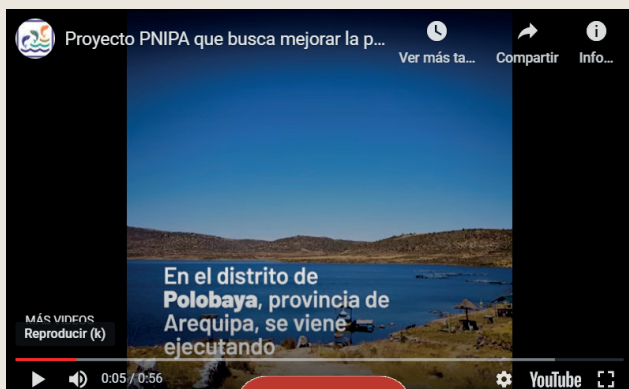 Proyecto PNIPA que busca mejorar la p...
Ver más ta...
Compartir
Info...
En el distrito de
Polobaya, provincia de
Arequipa, se viene
ejecutando
MÁS VIDEOS
Reproducir (k)
0:05 / 0:56
YouTube